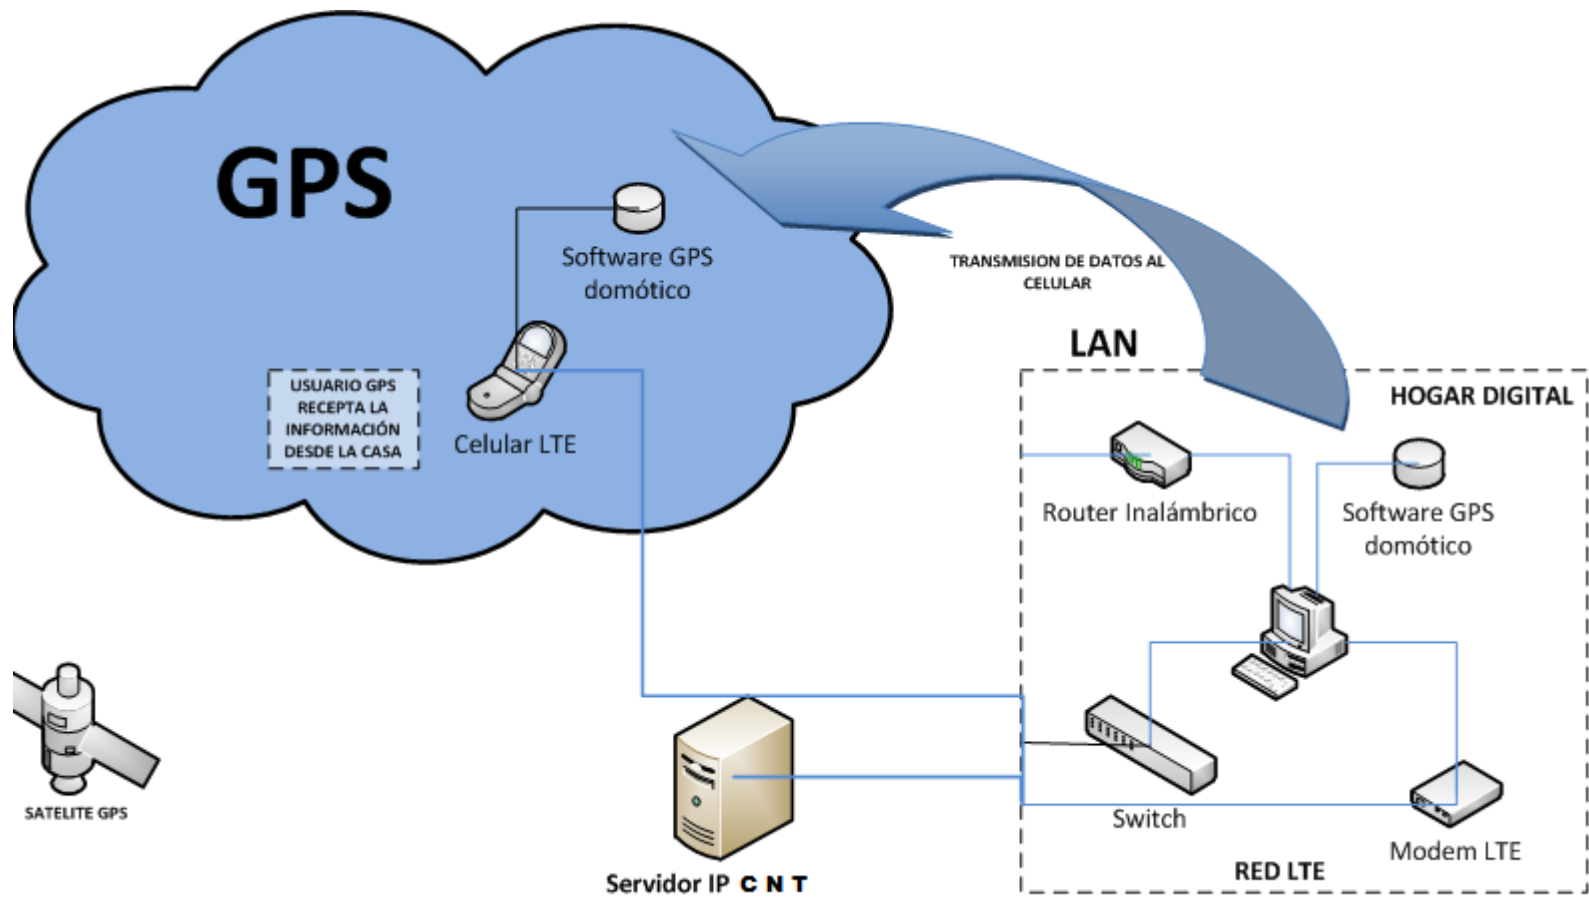 GPS
Software GPS
domótico
TRANSMISION DE DATOS AL
CELULAR
LAN
USUARIO GPS
RECEPTA LA
INFORMACIÓN
DESDE LA CASA
Celular LTE
HOGAR DIGITAL
Router Inalámbrico
Software GPS
domótico
SATELITE GPS
Switch
Modem LTE
RED LTE
Servidor IP C N T